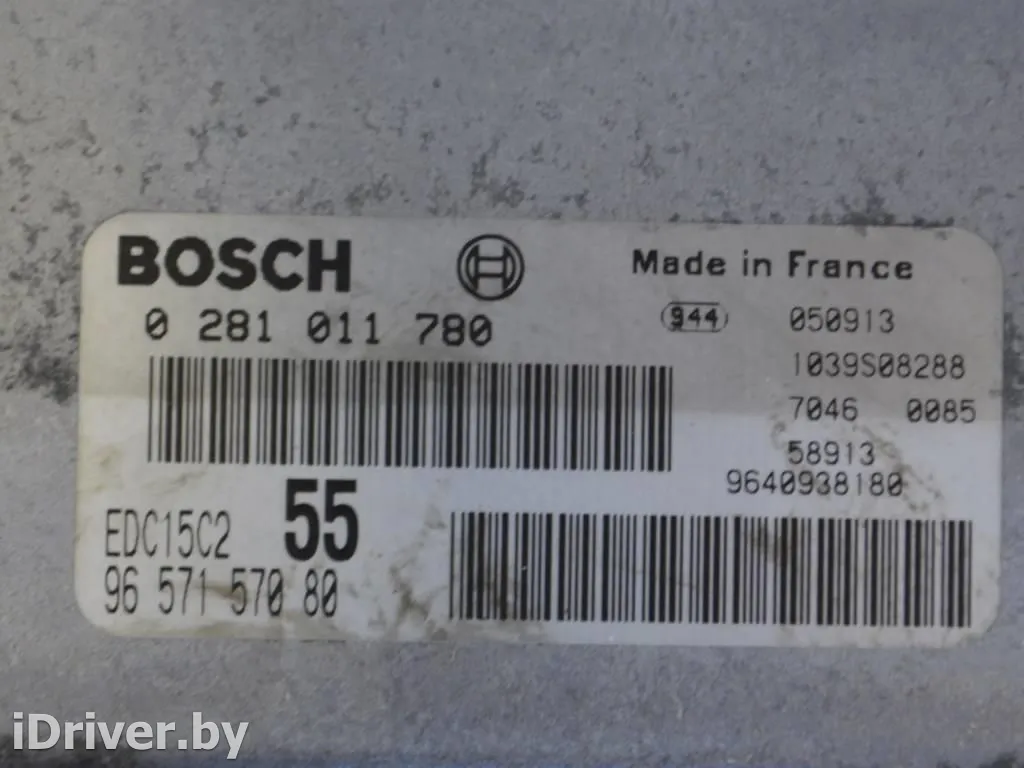 BOSCH
Made in France
0 281 011 780
944 050913
1039S08288
7046 0085
58913
9640938180
EDC15C2 55
96 571 570 80
iDriver.by